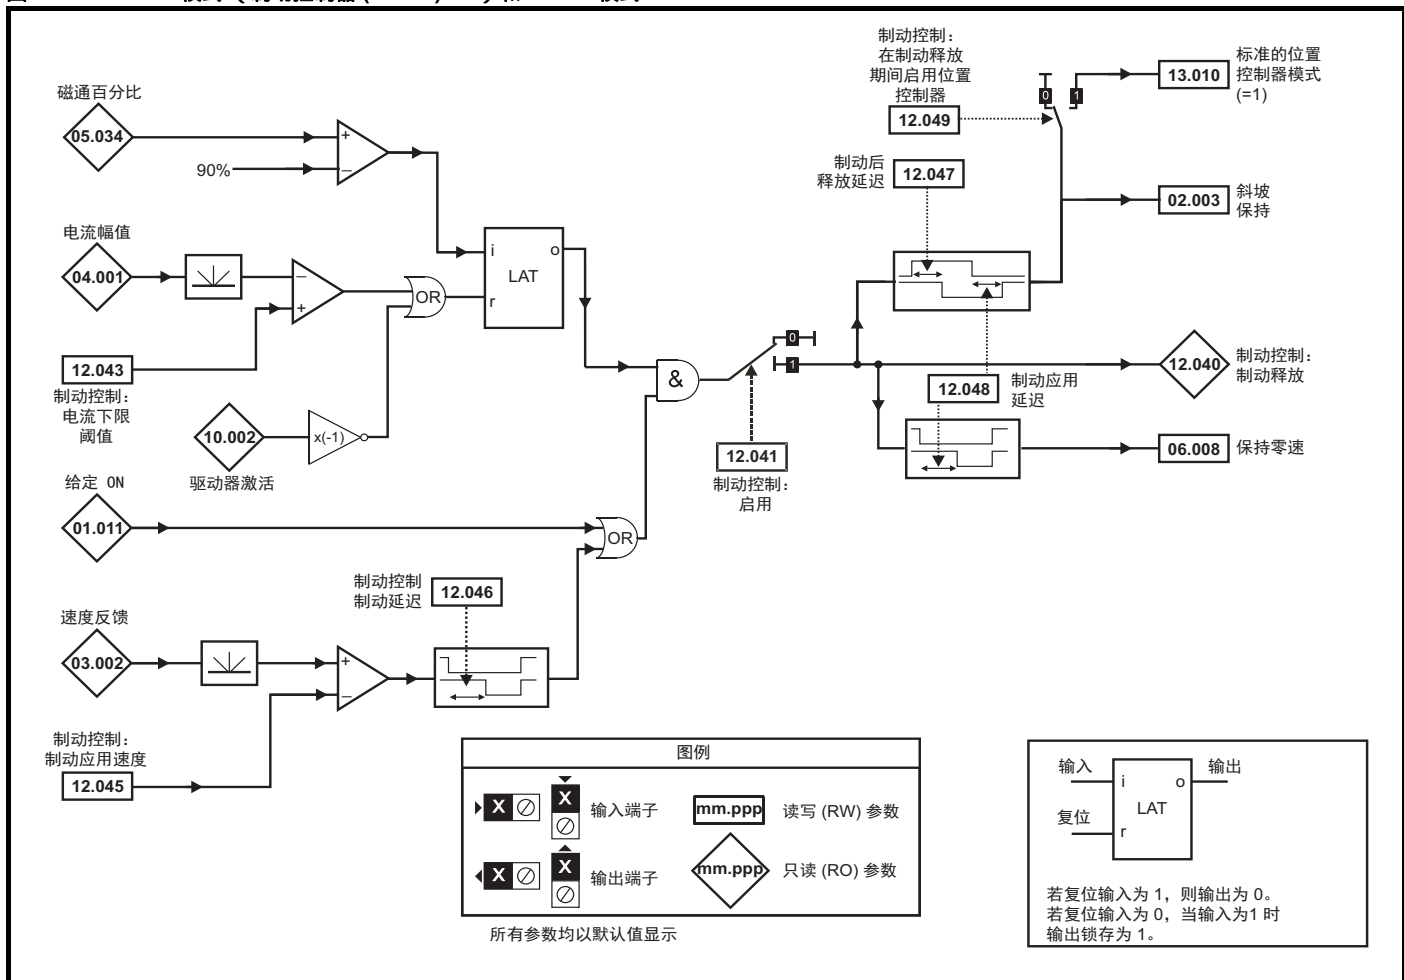 磁通百分比
05.034
90%
+
–
电流幅值
04.001
–
+
12.043
制动控制：
电流下限
阈值
OR
i
o
LAT
r
10.002
x(-1)
驱动器激活
给定 ON
01.011
OR
&
制动控制
制动延迟
12.046
速度反馈
03.002
+
–
制动控制：
制动应用速度
12.045
0
1
12.041
制动控制：
启用
制动控制：
在制动释放
期间启用位置
控制器
12.049
0
1
13.010
标准的位置
控制器模式
(=1)
制动后
释放延迟
12.047
02.003
斜坡
保持
12.040
制动控制：
制动释放
12.048
制动应用
延迟
06.008
保持零速
图例
X
X
输入端子
mm.ppp
读写 (RW) 参数
X
X
输出端子
mm.ppp
只读 (RO) 参数
所有参数均以默认值显示
输入
i
o
输出
LAT
复位
r
若复位输入为 1，则输出为 0。
若复位输入为 0，当输入为1 时
输出锁存为 1。